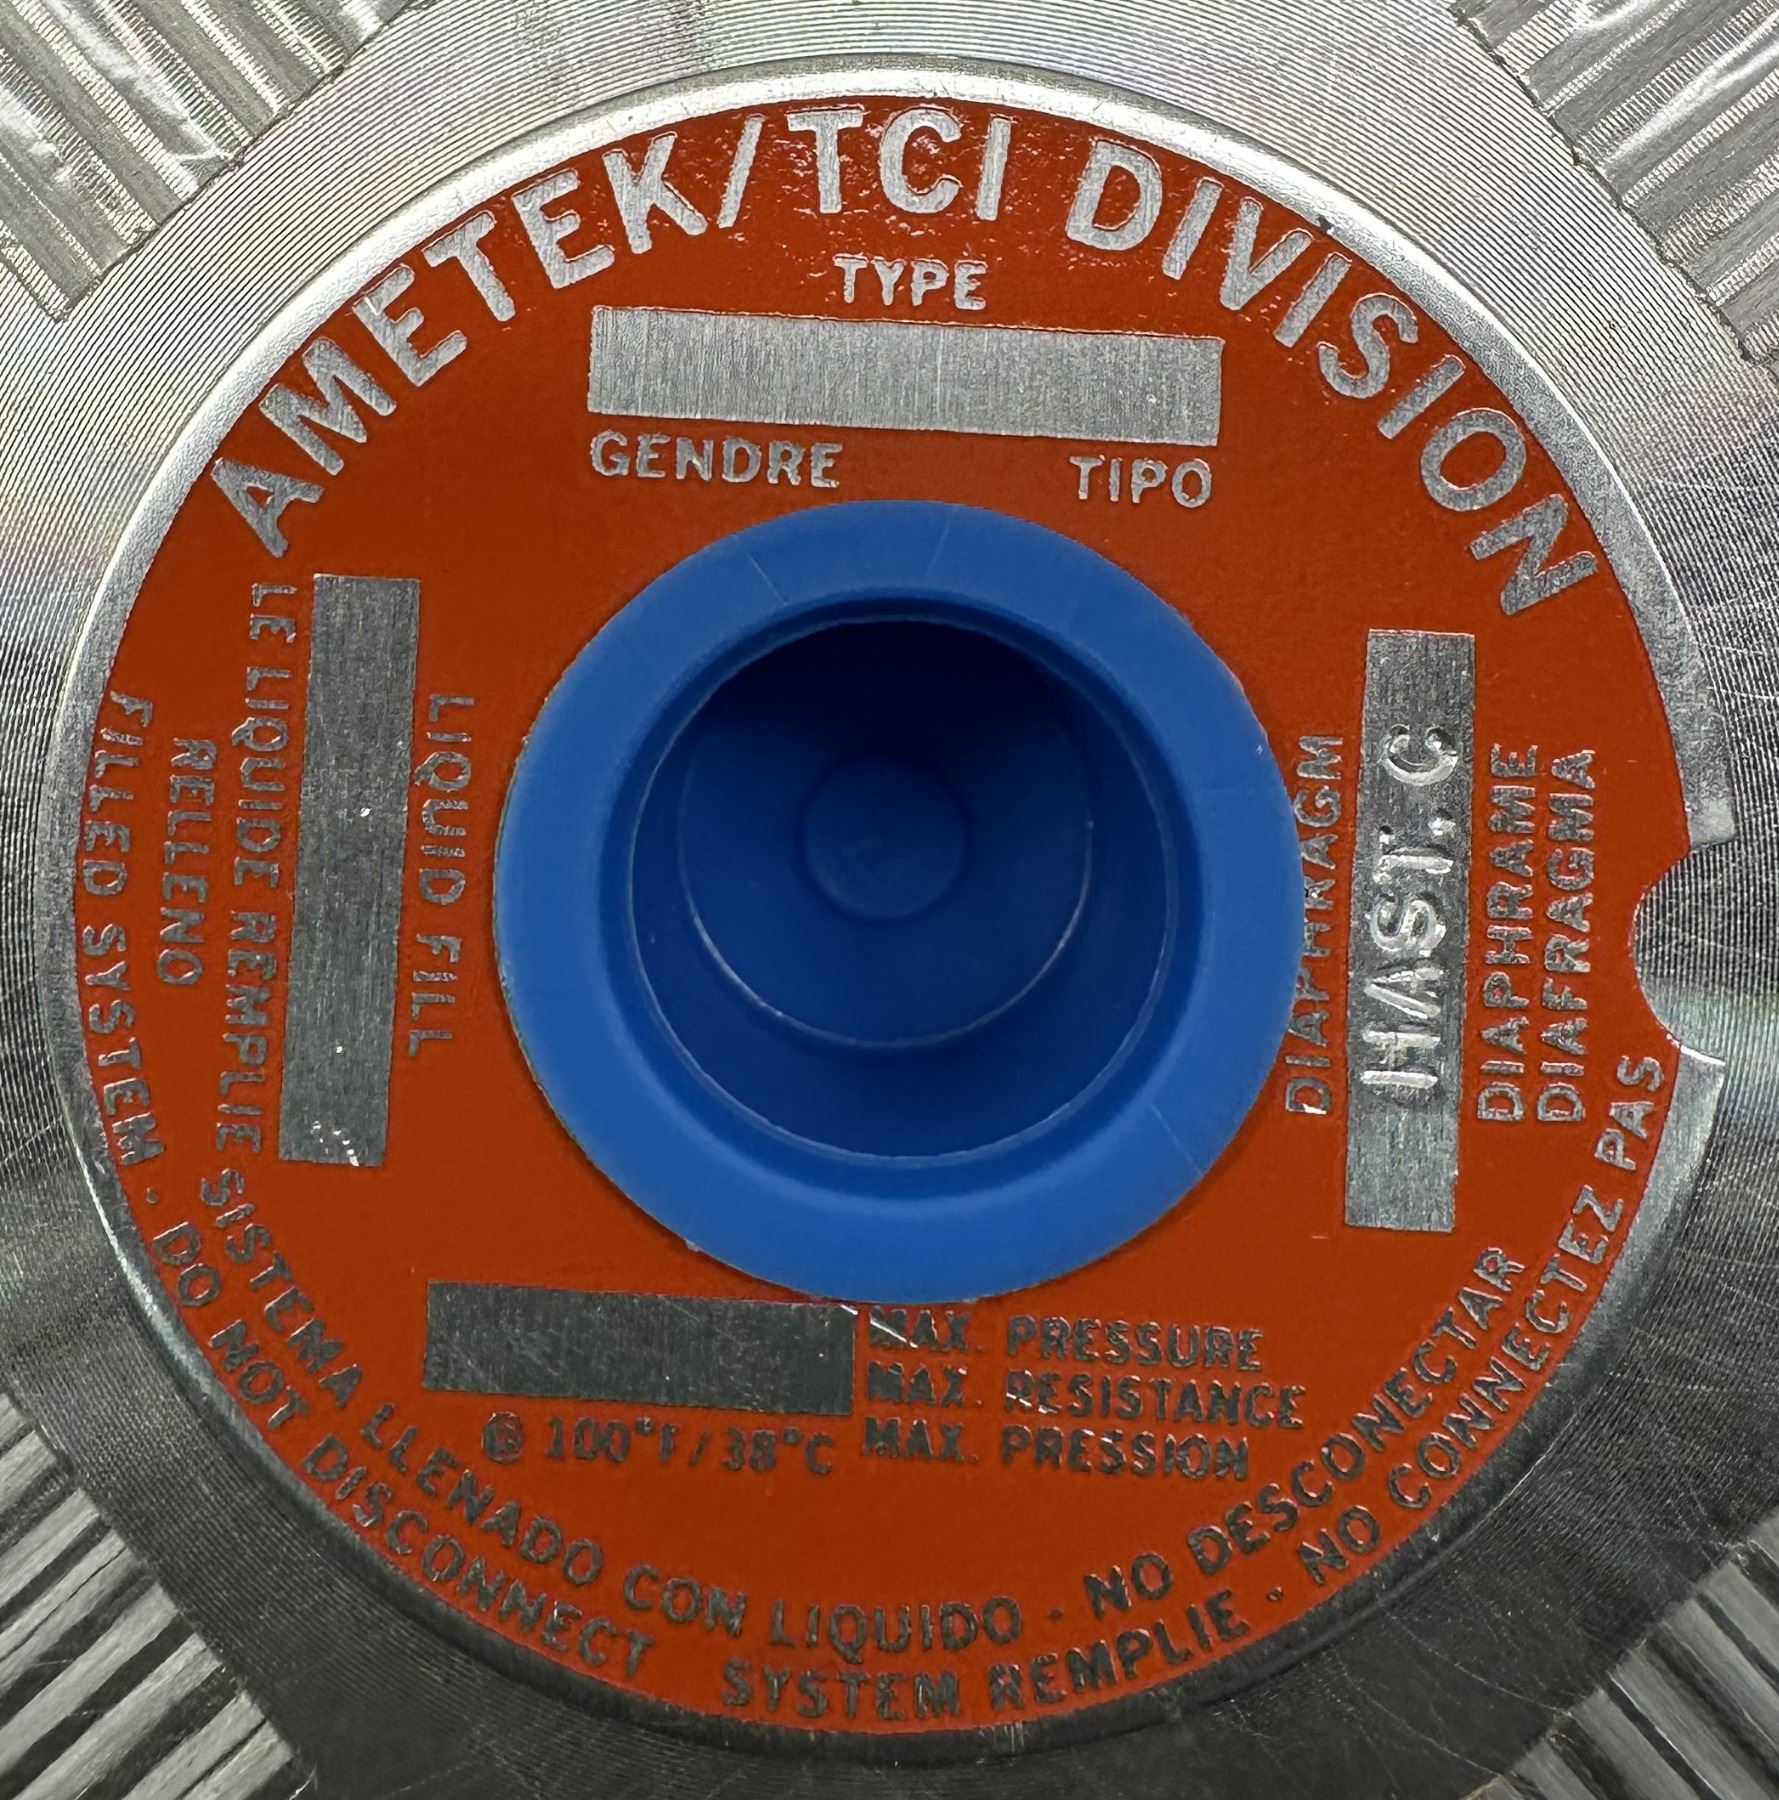 AMETEK/TCI DIVISION
TYPE
GENDRE TIPO
LIQUID FILL
LE LIQUIDE REMPLIE
RELLENO
DIAPHRAGM
HAST. C
DIAPHRAME
DIAFRAGMA
MAX. PRESSURE
MAX. RESISTANCE
@ 100°F/38°C MAX. PRESSION
SISTEMA LLENADO CON LIQUIDO · NO DESCONECTAR
FILLED SYSTEM · DO NOT DISCONNECT SYSTEM REMPLIE · NO CONNECTEZ PAS